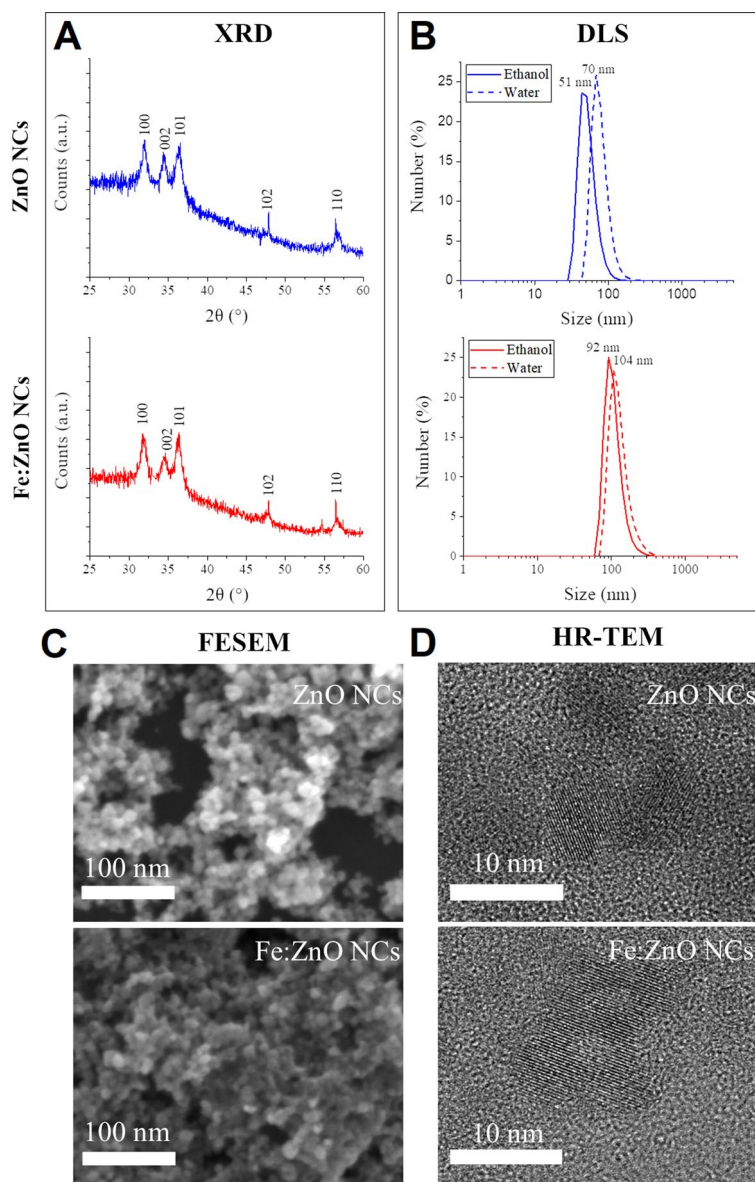 A
XRD
ZnO NCs
Counts (a.u.)
100
002
101
102
110
25 30 35 40 45 50 55 60
2θ (°)
Fe:ZnO NCs
Counts (a.u.)
100
002
101
102
110
25 30 35 40 45 50 55 60
2θ (°)
B
DLS
Ethanol
Water
51 nm
70 nm
Number (%)
25
20
15
10
5
0
1 10 100 1000
Size (nm)
Ethanol
Water
92 nm
104 nm
Number (%)
25
20
15
10
5
0
1 10 100 1000
Size (nm)
C
FESEM
ZnO NCs
100 nm
Fe:ZnO NCs
100 nm
D
HR-TEM
ZnO NCs
10 nm
Fe:ZnO NCs
10 nm